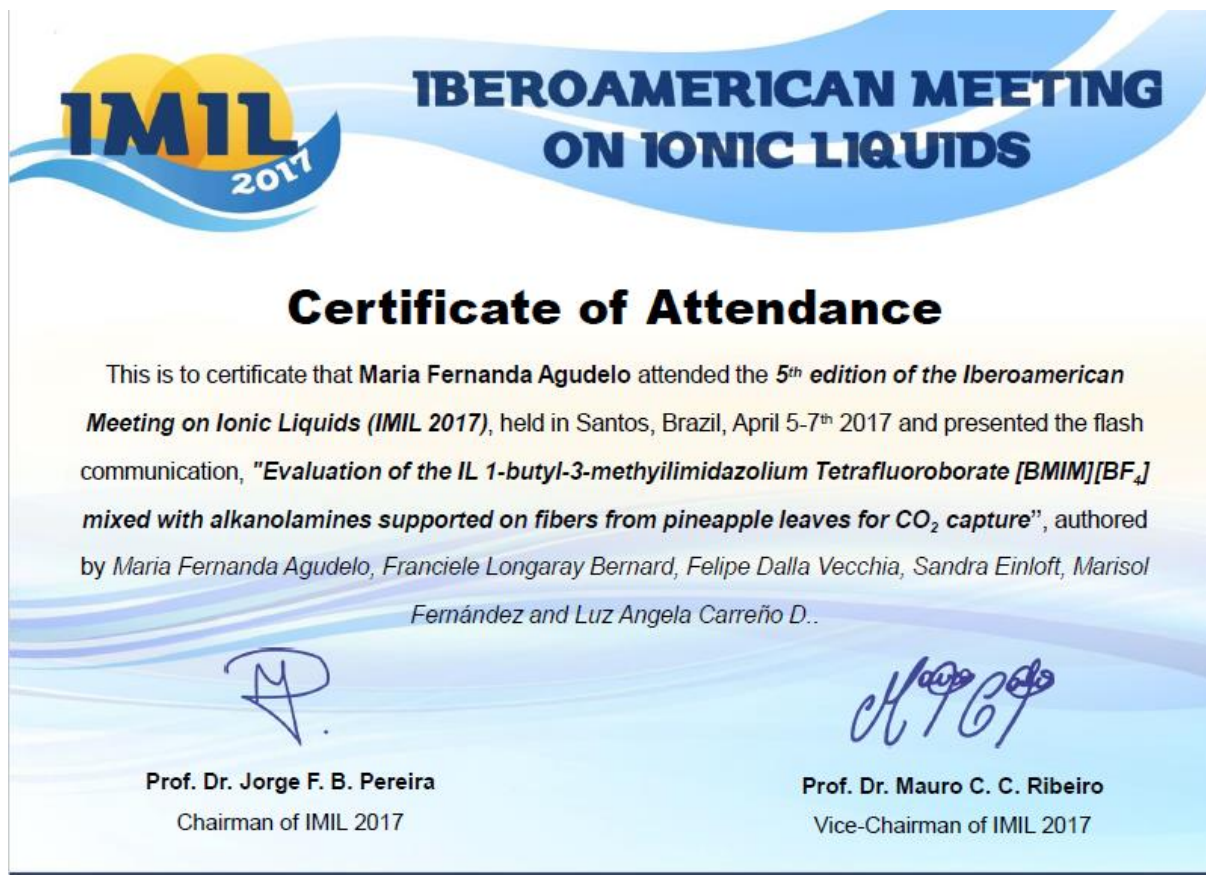 IMIL
2017
IBEROAMERICAN MEETING
ON IONIC LIQUIDS
Certificate of Attendance
This is to certificate that Maria Fernanda Agudelo attended the 5th edition of the Iberoamerican
Meeting on Ionic Liquids (IMIL 2017), held in Santos, Brazil, April 5-7th 2017 and presented the flash
communication, "Evaluation of the IL 1-butyl-3-methyilimidazolium Tetrafluoroborate [BMIM][BF₄]
mixed with alkanolamines supported on fibers from pineapple leaves for CO₂ capture”, authored
by Maria Fernanda Agudelo, Franciele Longaray Bernard, Felipe Dalla Vecchia, Sandra Einloft, Marisol
Fernández and Luz Angela Carreño D..
Prof. Dr. Jorge F. B. Pereira
Chairman of IMIL 2017
Prof. Dr. Mauro C. C. Ribeiro
Vice-Chairman of IMIL 2017